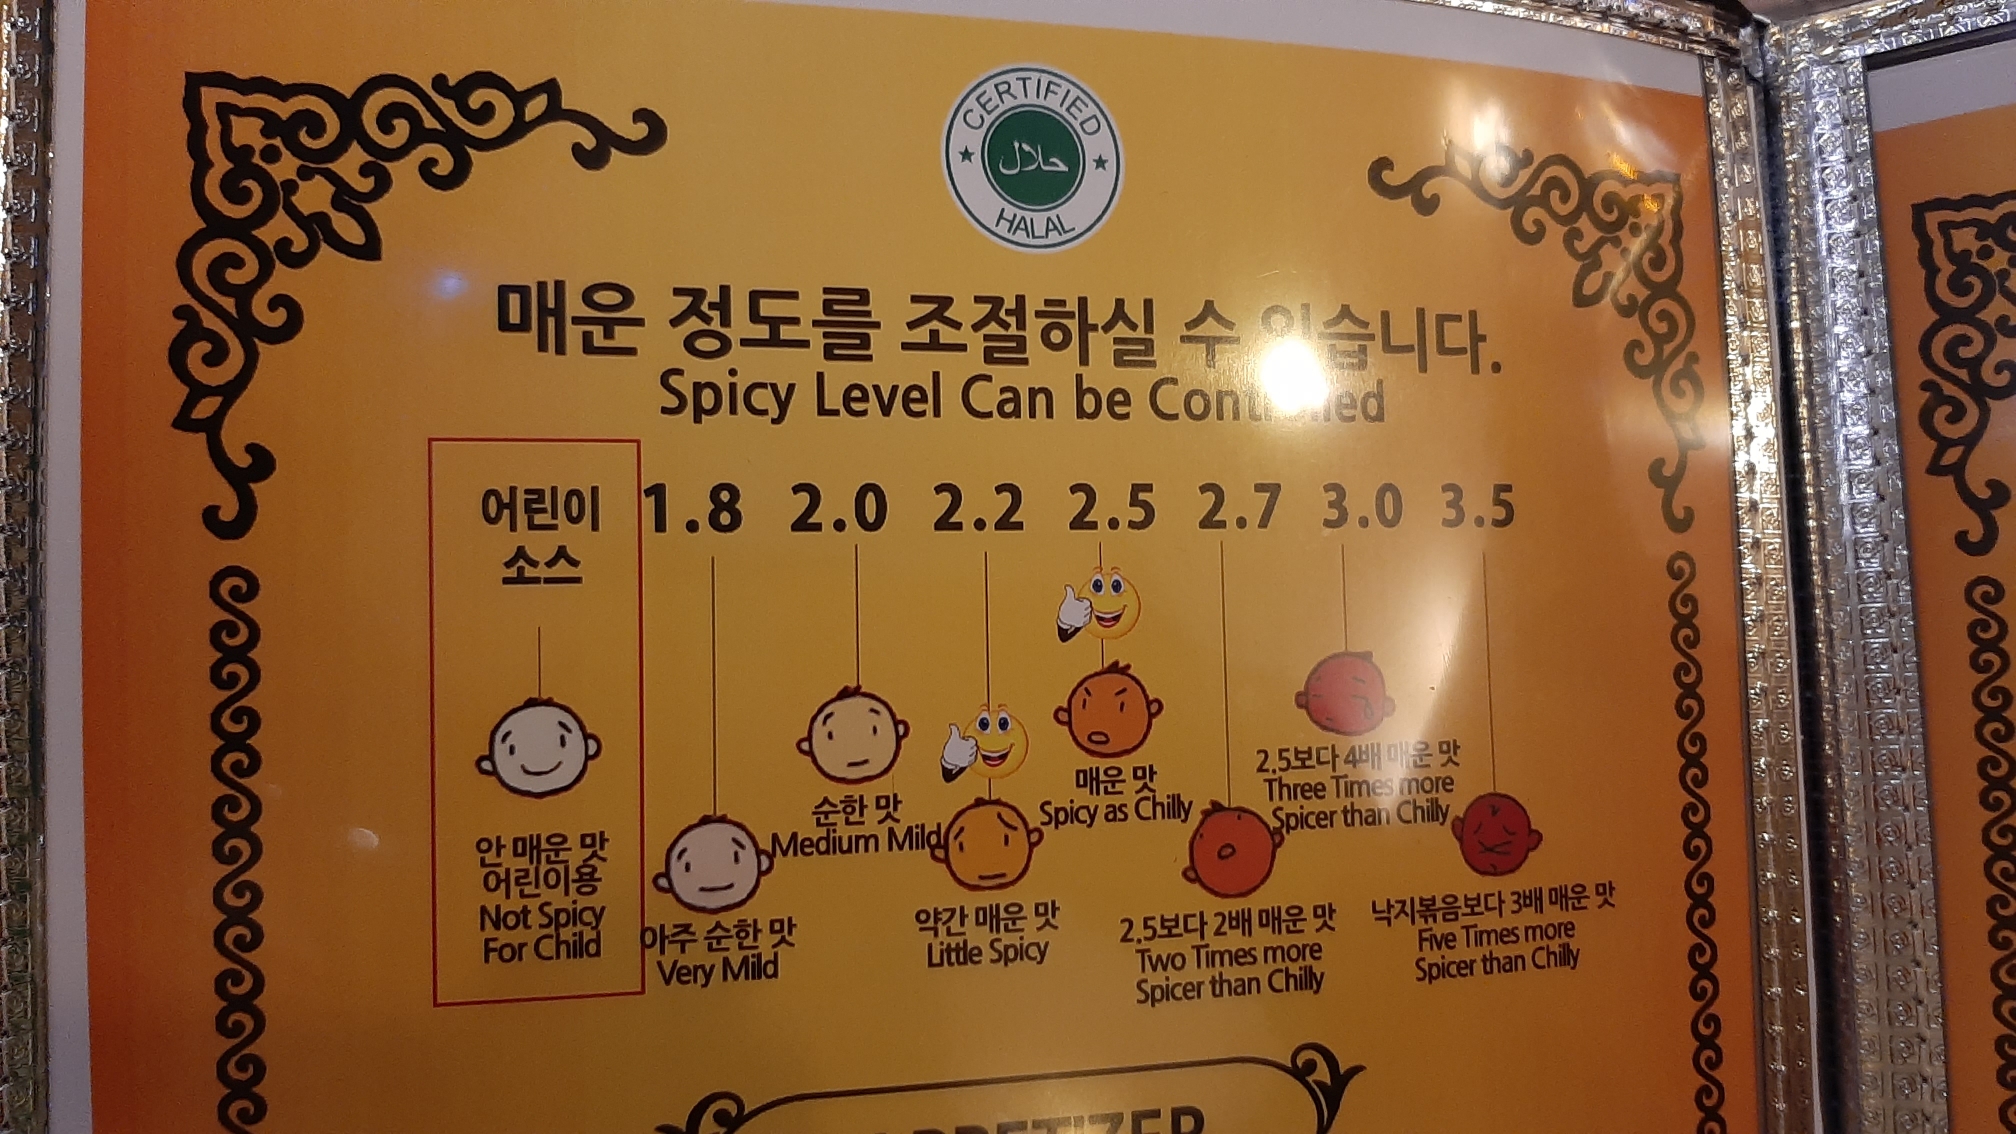 CERTIFIED
حلال
HALAL
매운 정도를 조절하실 수 있습니다.
Spicy Level Can be Controlled
어린이
소스
1.8 2.0 2.2 2.5 2.7 3.0 3.5
안 매운 맛
어린이용
Not Spicy
For Child
아주 순한 맛
Very Mild
순한 맛
Medium Mild
약간 매운 맛
Little Spicy
매운 맛
Spicy as Chilly
2.5보다 2배 매운 맛
Two Times more
Spicer than Chilly
2.5보다 4배 매운 맛
Three Times more
Spicer than Chilly
낙지볶음보다 3배 매운 맛
Five Times more
Spicer than Chilly
APPETIZER